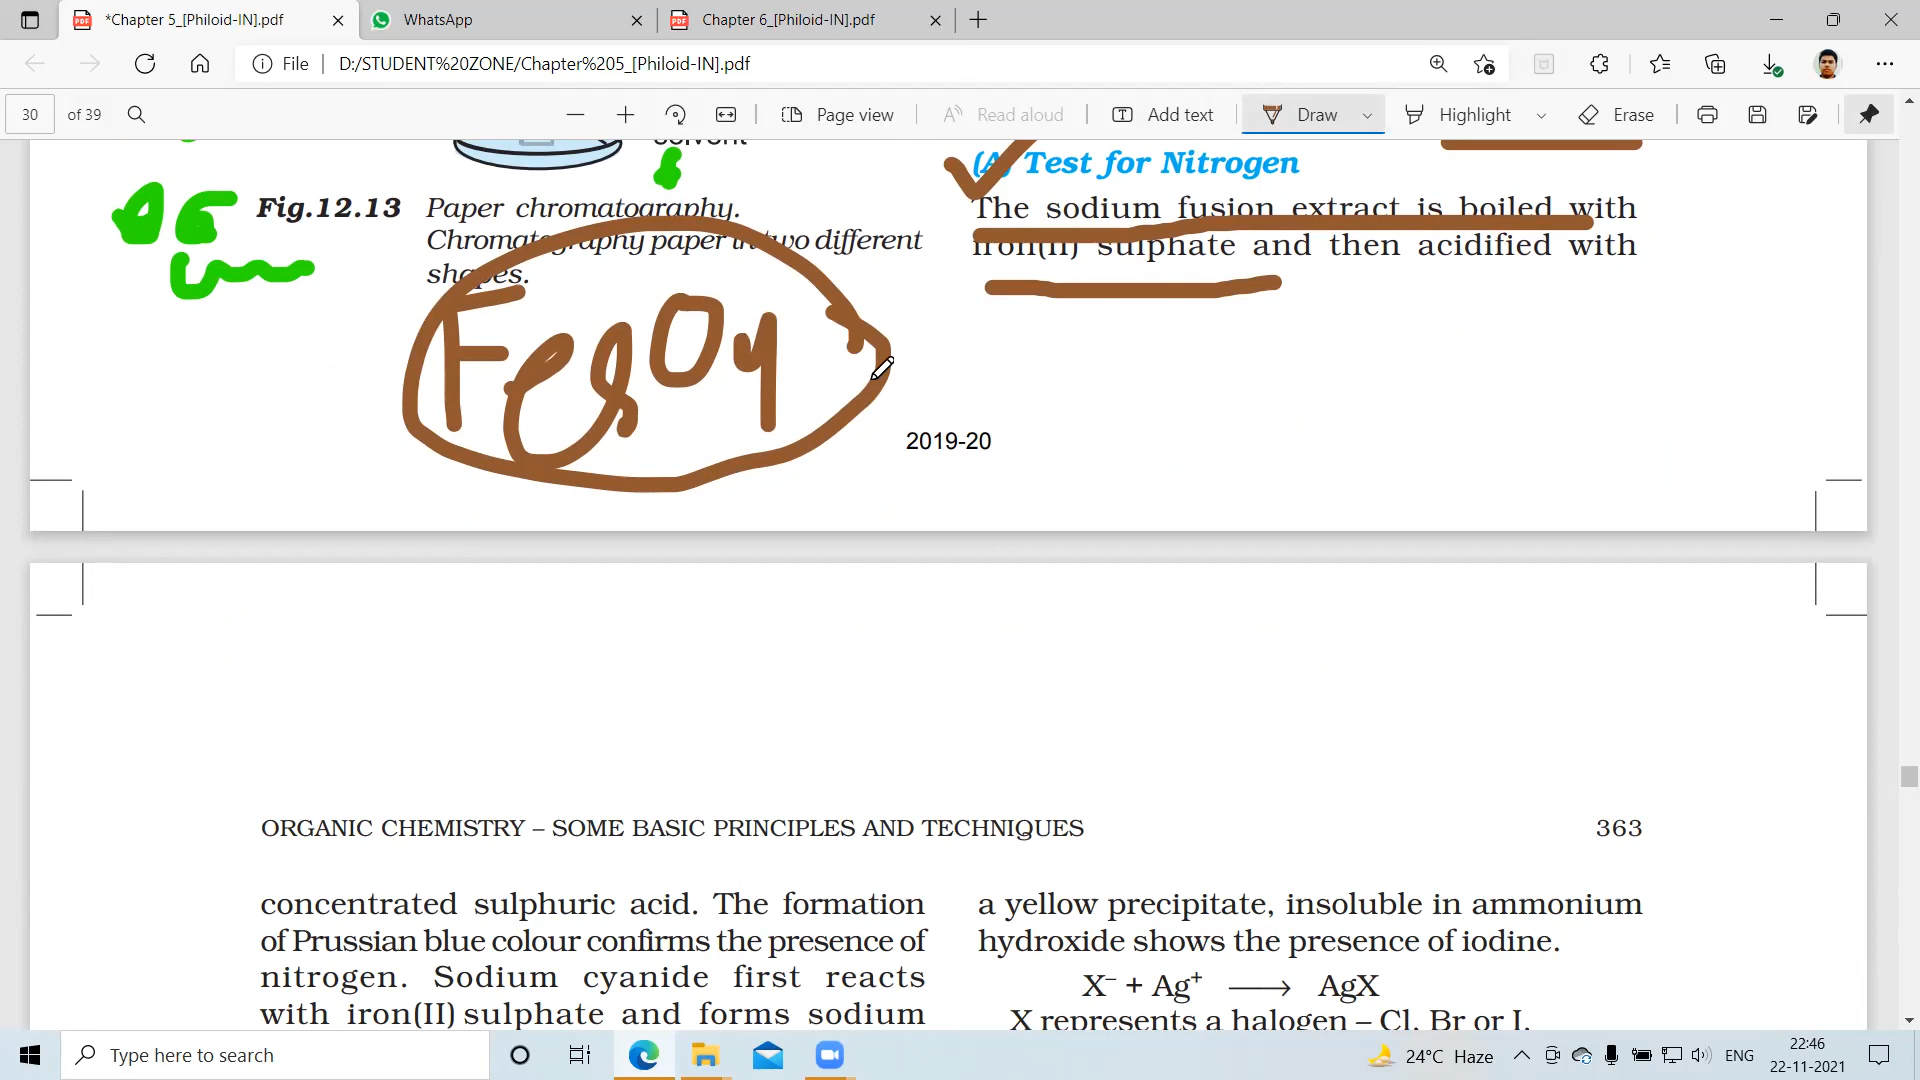 *Chapter 5_[Philoid-IN].pdf
WhatsApp
Chapter 6_[Philoid-IN].pdf
File
D:/STUDENT%20ZONE/Chapter%205_[Philoid-IN].pdf
30 of 39
Page view
Read aloud
Add text
Draw
Highlight
Erase
solvent
Fig.12.13 Paper chromatography.
Chromatography paper in two different
shapes.
FeSO4
(A) Test for Nitrogen
The sodium fusion extract is boiled with
iron(II) sulphate and then acidified with
2019-20
ORGANIC CHEMISTRY – SOME BASIC PRINCIPLES AND TECHNIQUES
363
concentrated sulphuric acid. The formation
of Prussian blue colour confirms the presence of
nitrogen. Sodium cyanide first reacts
with iron(II) sulphate and forms sodium
a yellow precipitate, insoluble in ammonium
hydroxide shows the presence of iodine.
X⁻ + Ag⁺ ⟶ AgX
X represents a halogen – Cl, Br or I.
Type here to search
24°C Haze
ENG
22:46
22-11-2021